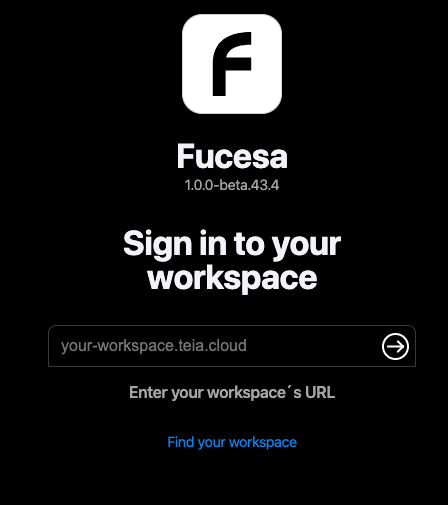 F
Fucesa
1.0.0-beta.43.4
Sign in to your
workspace
your-workspace.teia.cloud
Enter your workspace´s URL
Find your workspace